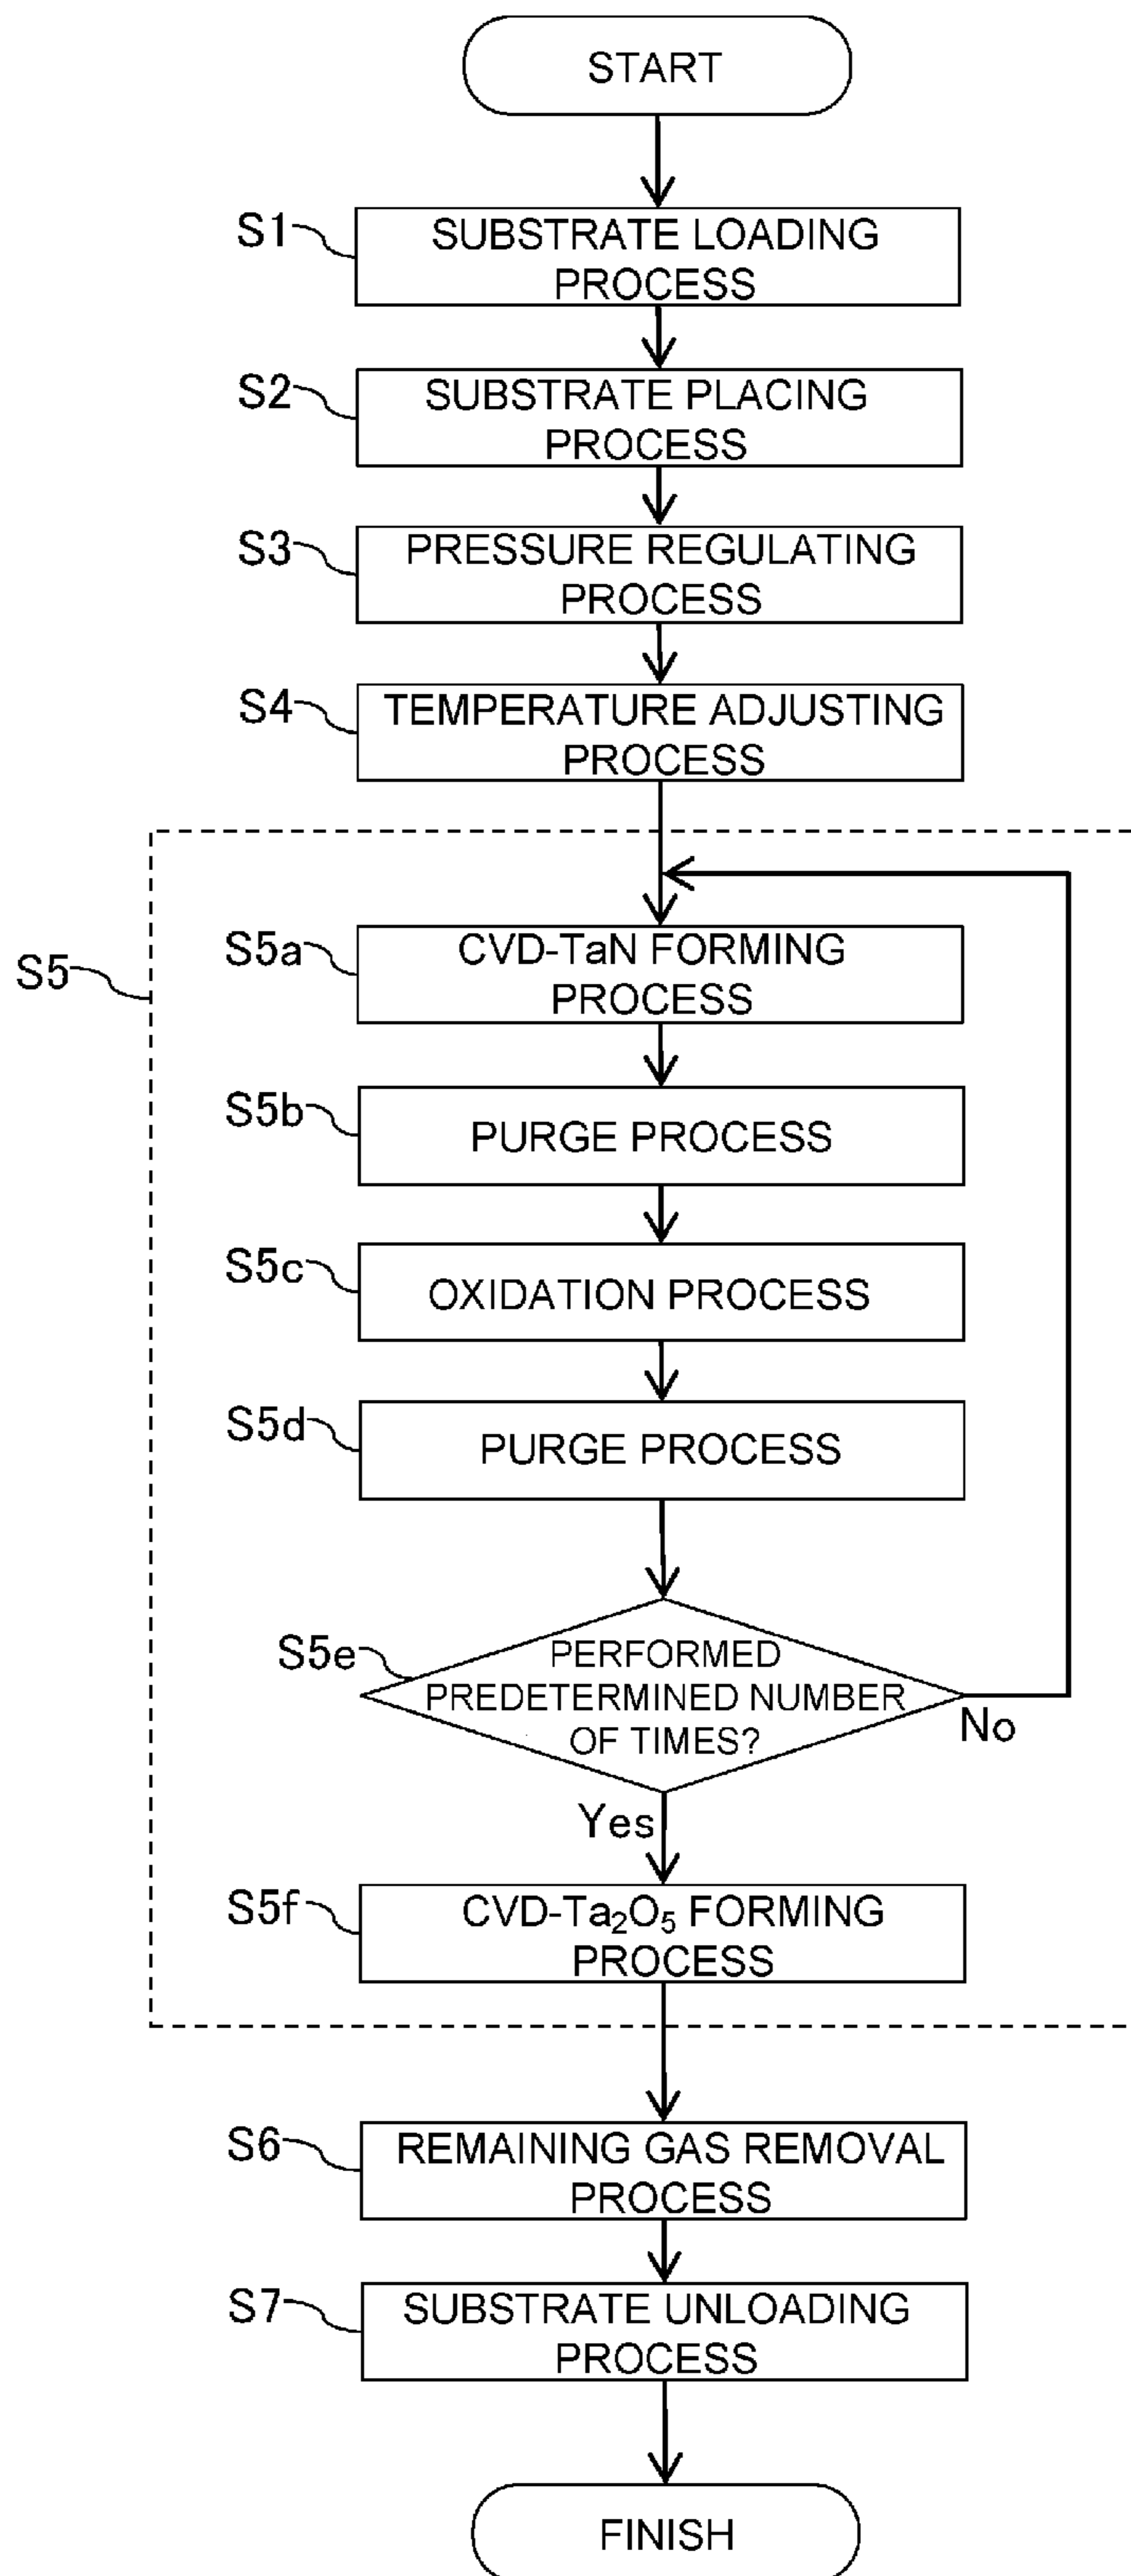 START
S1
SUBSTRATE LOADING
PROCESS
S2
SUBSTRATE PLACING
PROCESS
S3
PRESSURE REGULATING
PROCESS
S4
TEMPERATURE ADJUSTING
PROCESS
S5
S5a
CVD-TaN FORMING
PROCESS
S5b
PURGE PROCESS
S5c
OXIDATION PROCESS
S5d
PURGE PROCESS
S5e
PERFORMED
PREDETERMINED NUMBER
OF TIMES?
No
Yes
S5f
CVD-Ta₂O₅ FORMING
PROCESS
S6
REMAINING GAS REMOVAL
PROCESS
S7
SUBSTRATE UNLOADING
PROCESS
FINISH